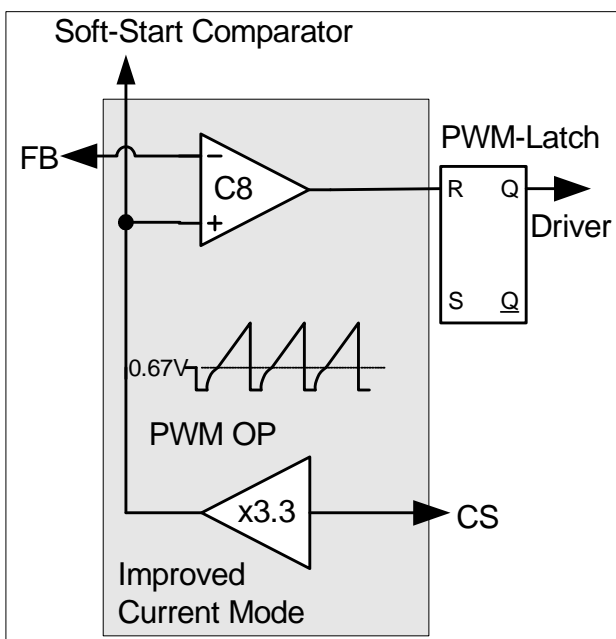 Soft-Start Comparator
FB
−
C8
+
PWM-Latch
R Q
Driver
S Q
0.67V
PWM OP
x3.3
CS
Improved
Current Mode